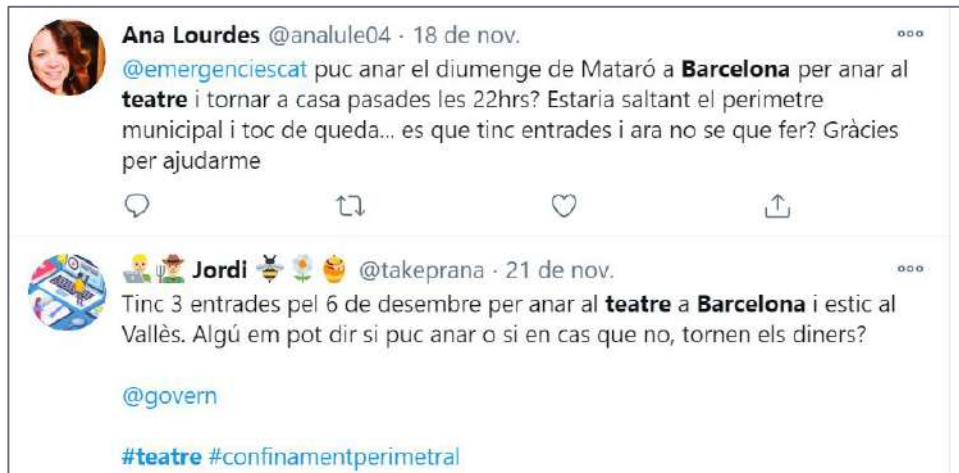 Ana Lourdes @analule04 · 18 de nov.
@emergenciescat puc anar el diumenge de Mataró a Barcelona per anar al
teatre i tornar a casa pasades les 22hrs? Estaria saltant el perimetre
municipal i toc de queda... es que tinc entrades i ara no se que fer? Gràcies
per ajudarme
Jordi @takeprana · 21 de nov.
Tinc 3 entrades pel 6 de desembre per anar al teatre a Barcelona i estic al
Vallès. Algú em pot dir si puc anar o si en cas que no, tornen els diners?
@govern
#teatre #confinamentperimetral